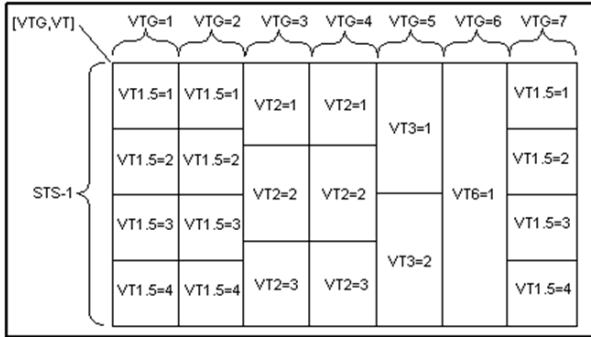 [VTG,VT] VTG=1 VTG=2 VTG=3 VTG=4 VTG=5 VTG=6 VTG=7
VT1.5=1 VT1.5=1 VT2=1 VT2=1 VT3=1 VT1.5=1
VT1.5=2 VT1.5=2 VT1.5=2
STS-1 VT2=2 VT2=2 VT6=1
VT1.5=3 VT1.5=3 VT1.5=3
VT3=2
VT1.5=4 VT1.5=4 VT2=3 VT2=3 VT1.5=4